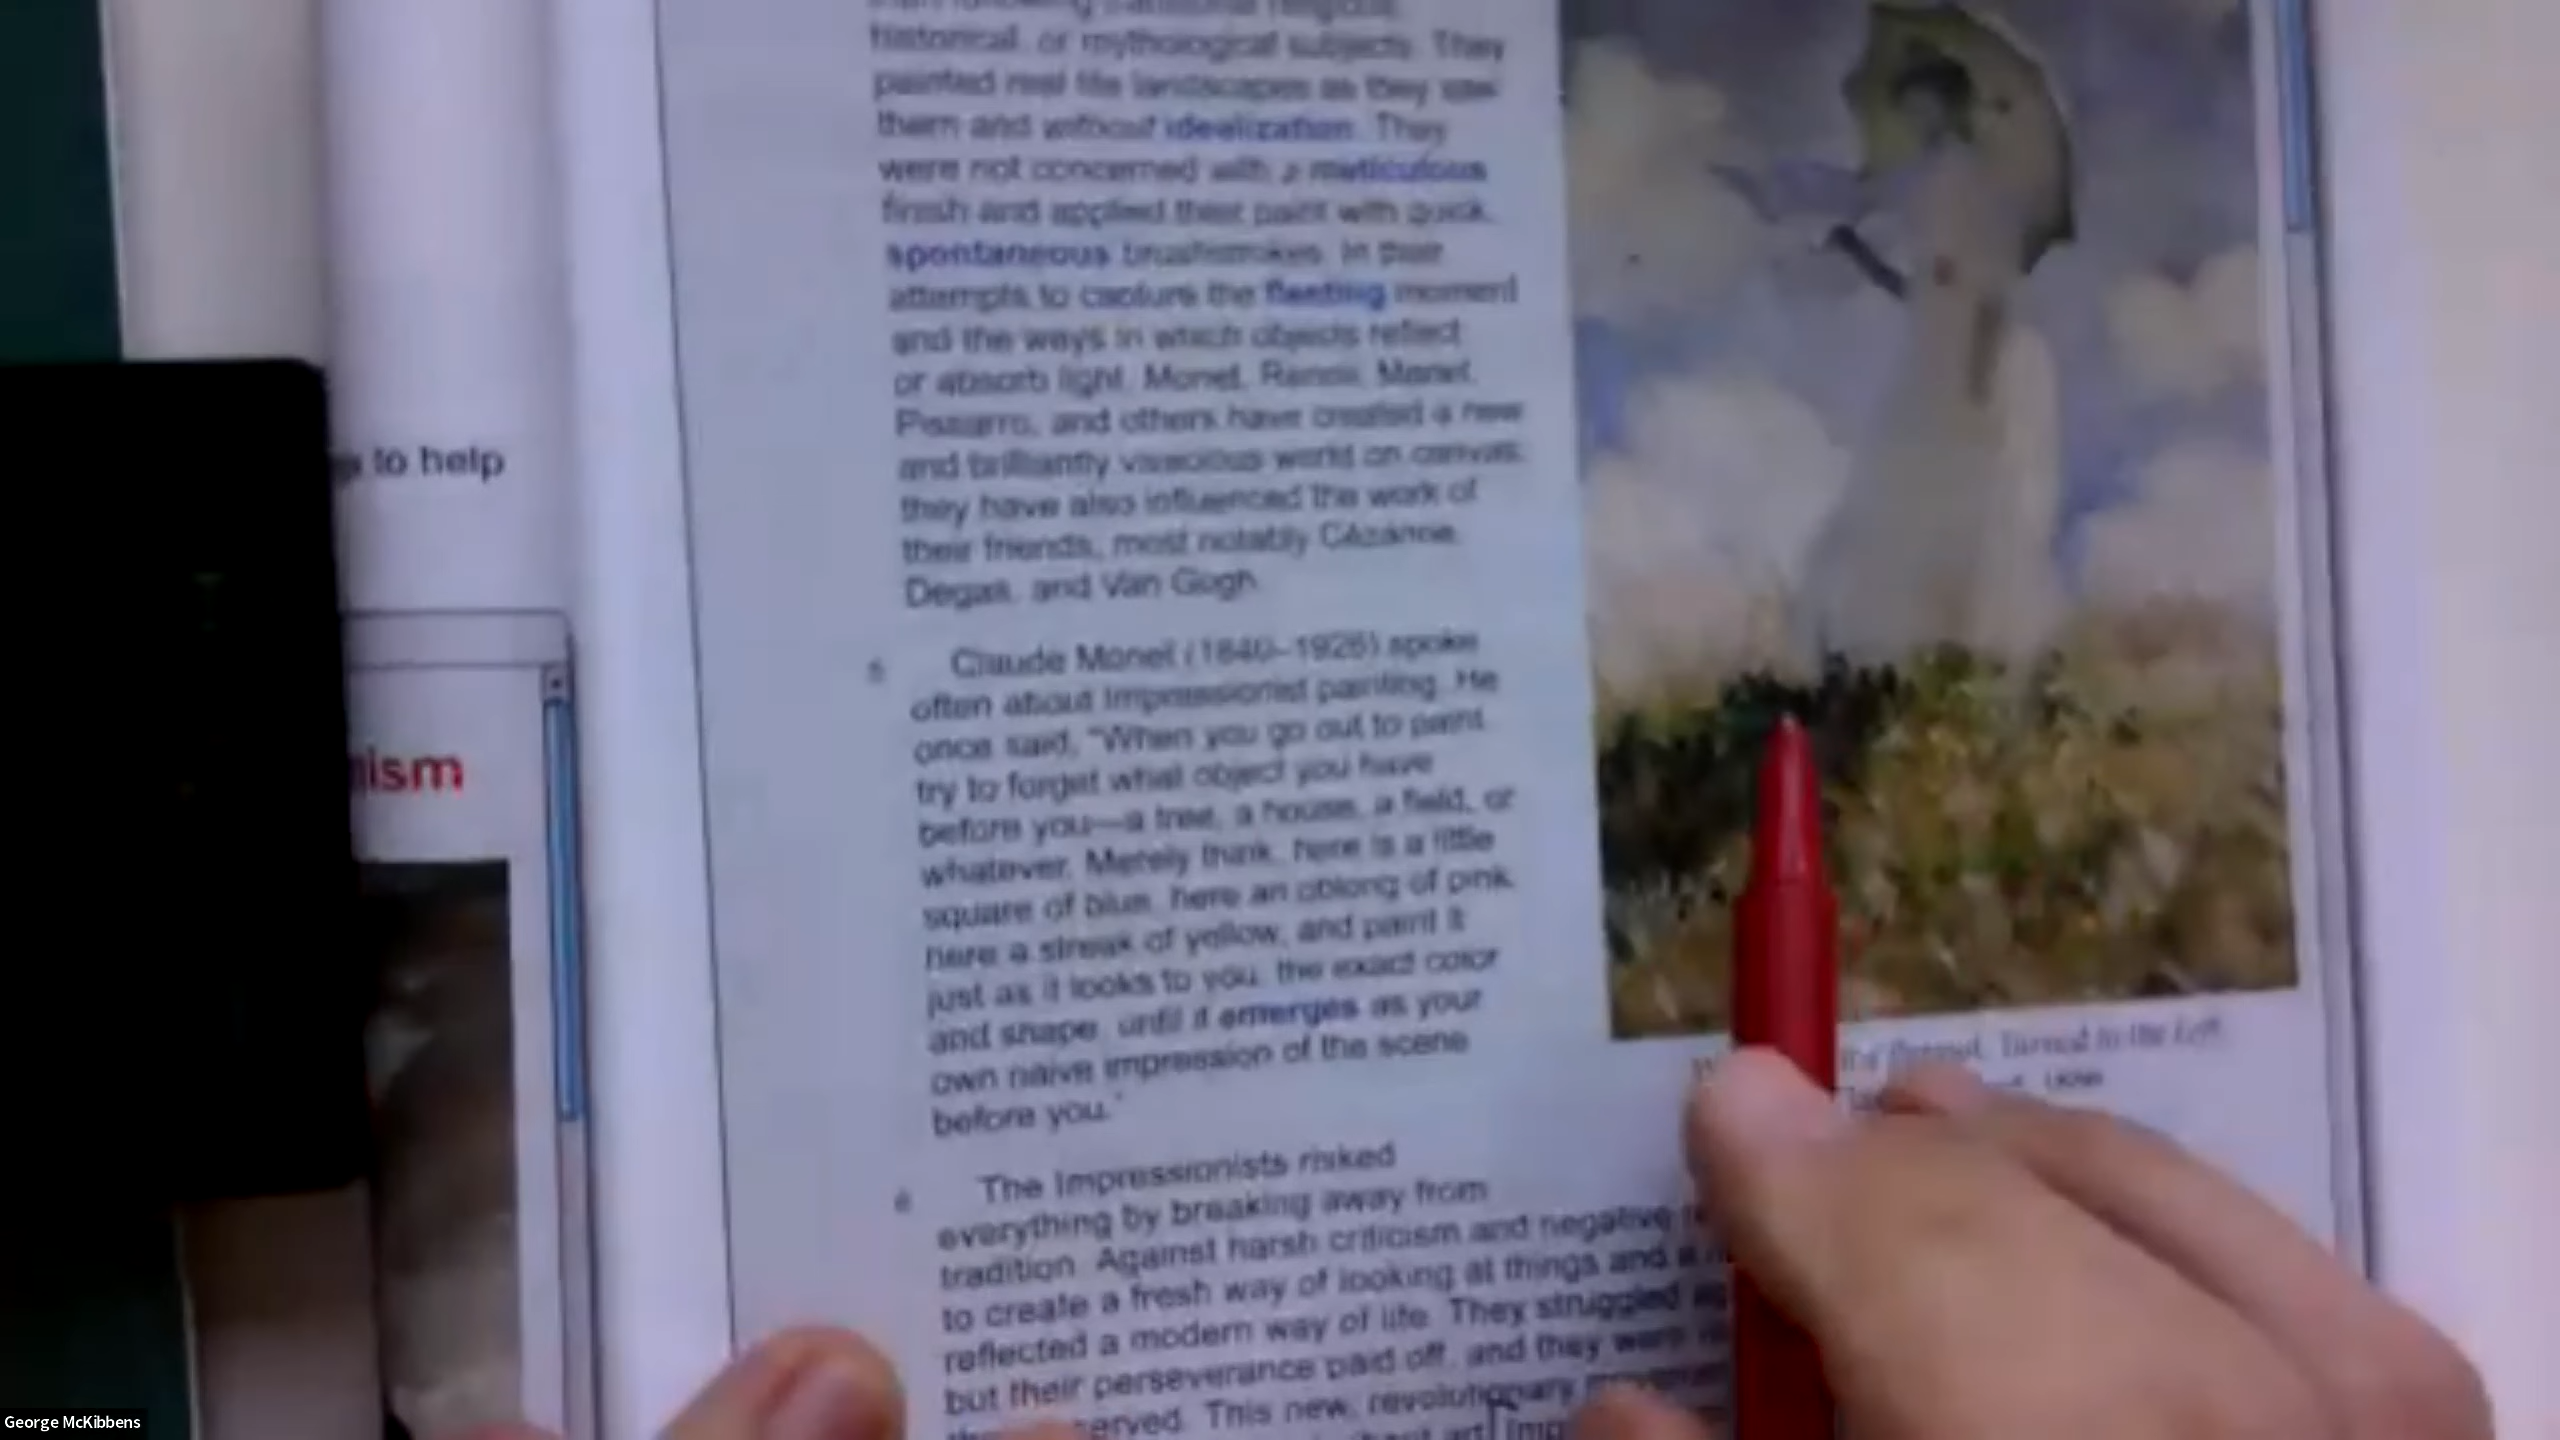 historical, or mythological subjects. They
painted real life landscapes as they saw
them and without idealization. They
were not concerned with a meticulous
finish and applied their paint with quick,
spontaneous brushstrokes. In their
attempts to capture the fleeting moment
and the ways in which objects reflect
or absorb light, Monet, Renoir, Manet,
Pissarro, and others have created a new
and brilliantly vivacious world on canvas;
they have also influenced the work of
their friends, most notably Cézanne,
Degas, and Van Gogh.
5 Claude Monet (1840–1926) spoke
often about Impressionist painting. He
once said, "When you go out to paint
try to forget what object you have
before you—a tree, a house, a field, or
whatever. Merely think, here is a little
square of blue, here an oblong of pink,
here a streak of yellow, and paint it
just as it looks to you, the exact color
and shape, until it emerges as your
own naive impression of the scene
before you."
6 The Impressionists risked
everything by breaking away from
tradition. Against harsh criticism and negative
to create a fresh way of looking at things and a
reflected a modern way of life. They struggled
but their perseverance paid off, and they were
served. This new, revolutionary
to help
ism
Parasol, Turned to the Left,
George McKibbens